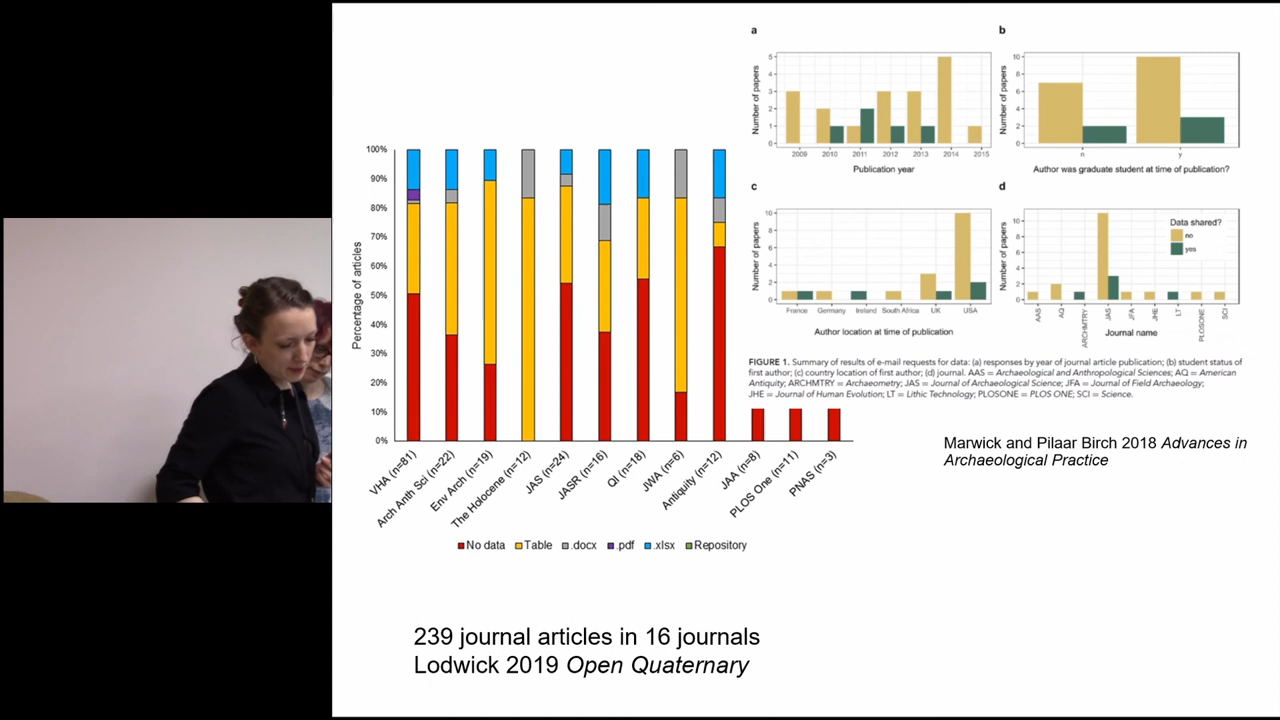 a
Number of papers
5
4
3
2
1
0
2009 2010 2011 2012 2013 2014 2015
Publication year
b
Number of papers
10
8
6
4
2
0
n y
Author was graduate student at time of publication?
c
Number of papers
10
8
6
4
2
0
France Germany Ireland South Africa UK USA
Author location at time of publication
d
Number of papers
10
8
6
4
2
0
Data shared?
no
yes
AAS AQ ARCHMTRY JAS JFA JHE LT PLOSONE SCI
Journal name
FIGURE 1. Summary of results of e-mail requests for data: (a) responses by year of journal article publication; (b) student status of
first author; (c) country location of first author; (d) journal. AAS = Archaeological and Anthropological Sciences; AQ = American
Antiquity; ARCHMTRY = Archaeometry; JAS = Journal of Archaeological Science; JFA = Journal of Field Archaeology;
JHE = Journal of Human Evolution; LT = Lithic Technology; PLOSONE = PLOS ONE; SCI = Science.
Marwick and Pilaar Birch 2018 Advances in
Archaeological Practice
Percentage of articles
100%
90%
80%
70%
60%
50%
40%
30%
20%
10%
0%
VHA (n=81)
Arch Anth Sci (n=22)
Env Arch (n=19)
The Holocene (n=12)
JAS (n=24)
JASR (n=16)
QI (n=18)
JWA (n=6)
Antiquity (n=12)
JAA (n=8)
PLOS One (n=11)
PNAS (n=3)
No data Table .docx .pdf .xlsx Repository
239 journal articles in 16 journals
Lodwick 2019 Open Quaternary